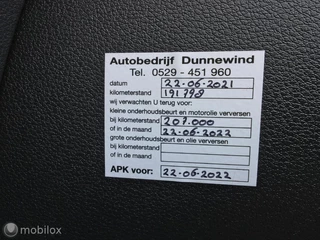 Autobedrijf Dunnewind
Tel. 0529 - 451 960
datum 22-06-2021
kilometerstand 191798
wij verwachten U terug voor:
kleine onderhoudsbeurt en motorolie verversen
bij kilometerstand 207.000
of in de maand 22-06-2022
grote onderhoudsbeurt en olie verversen
bij kilometerstand
of in de maand
APK voor: 22-06-2022
mobilox